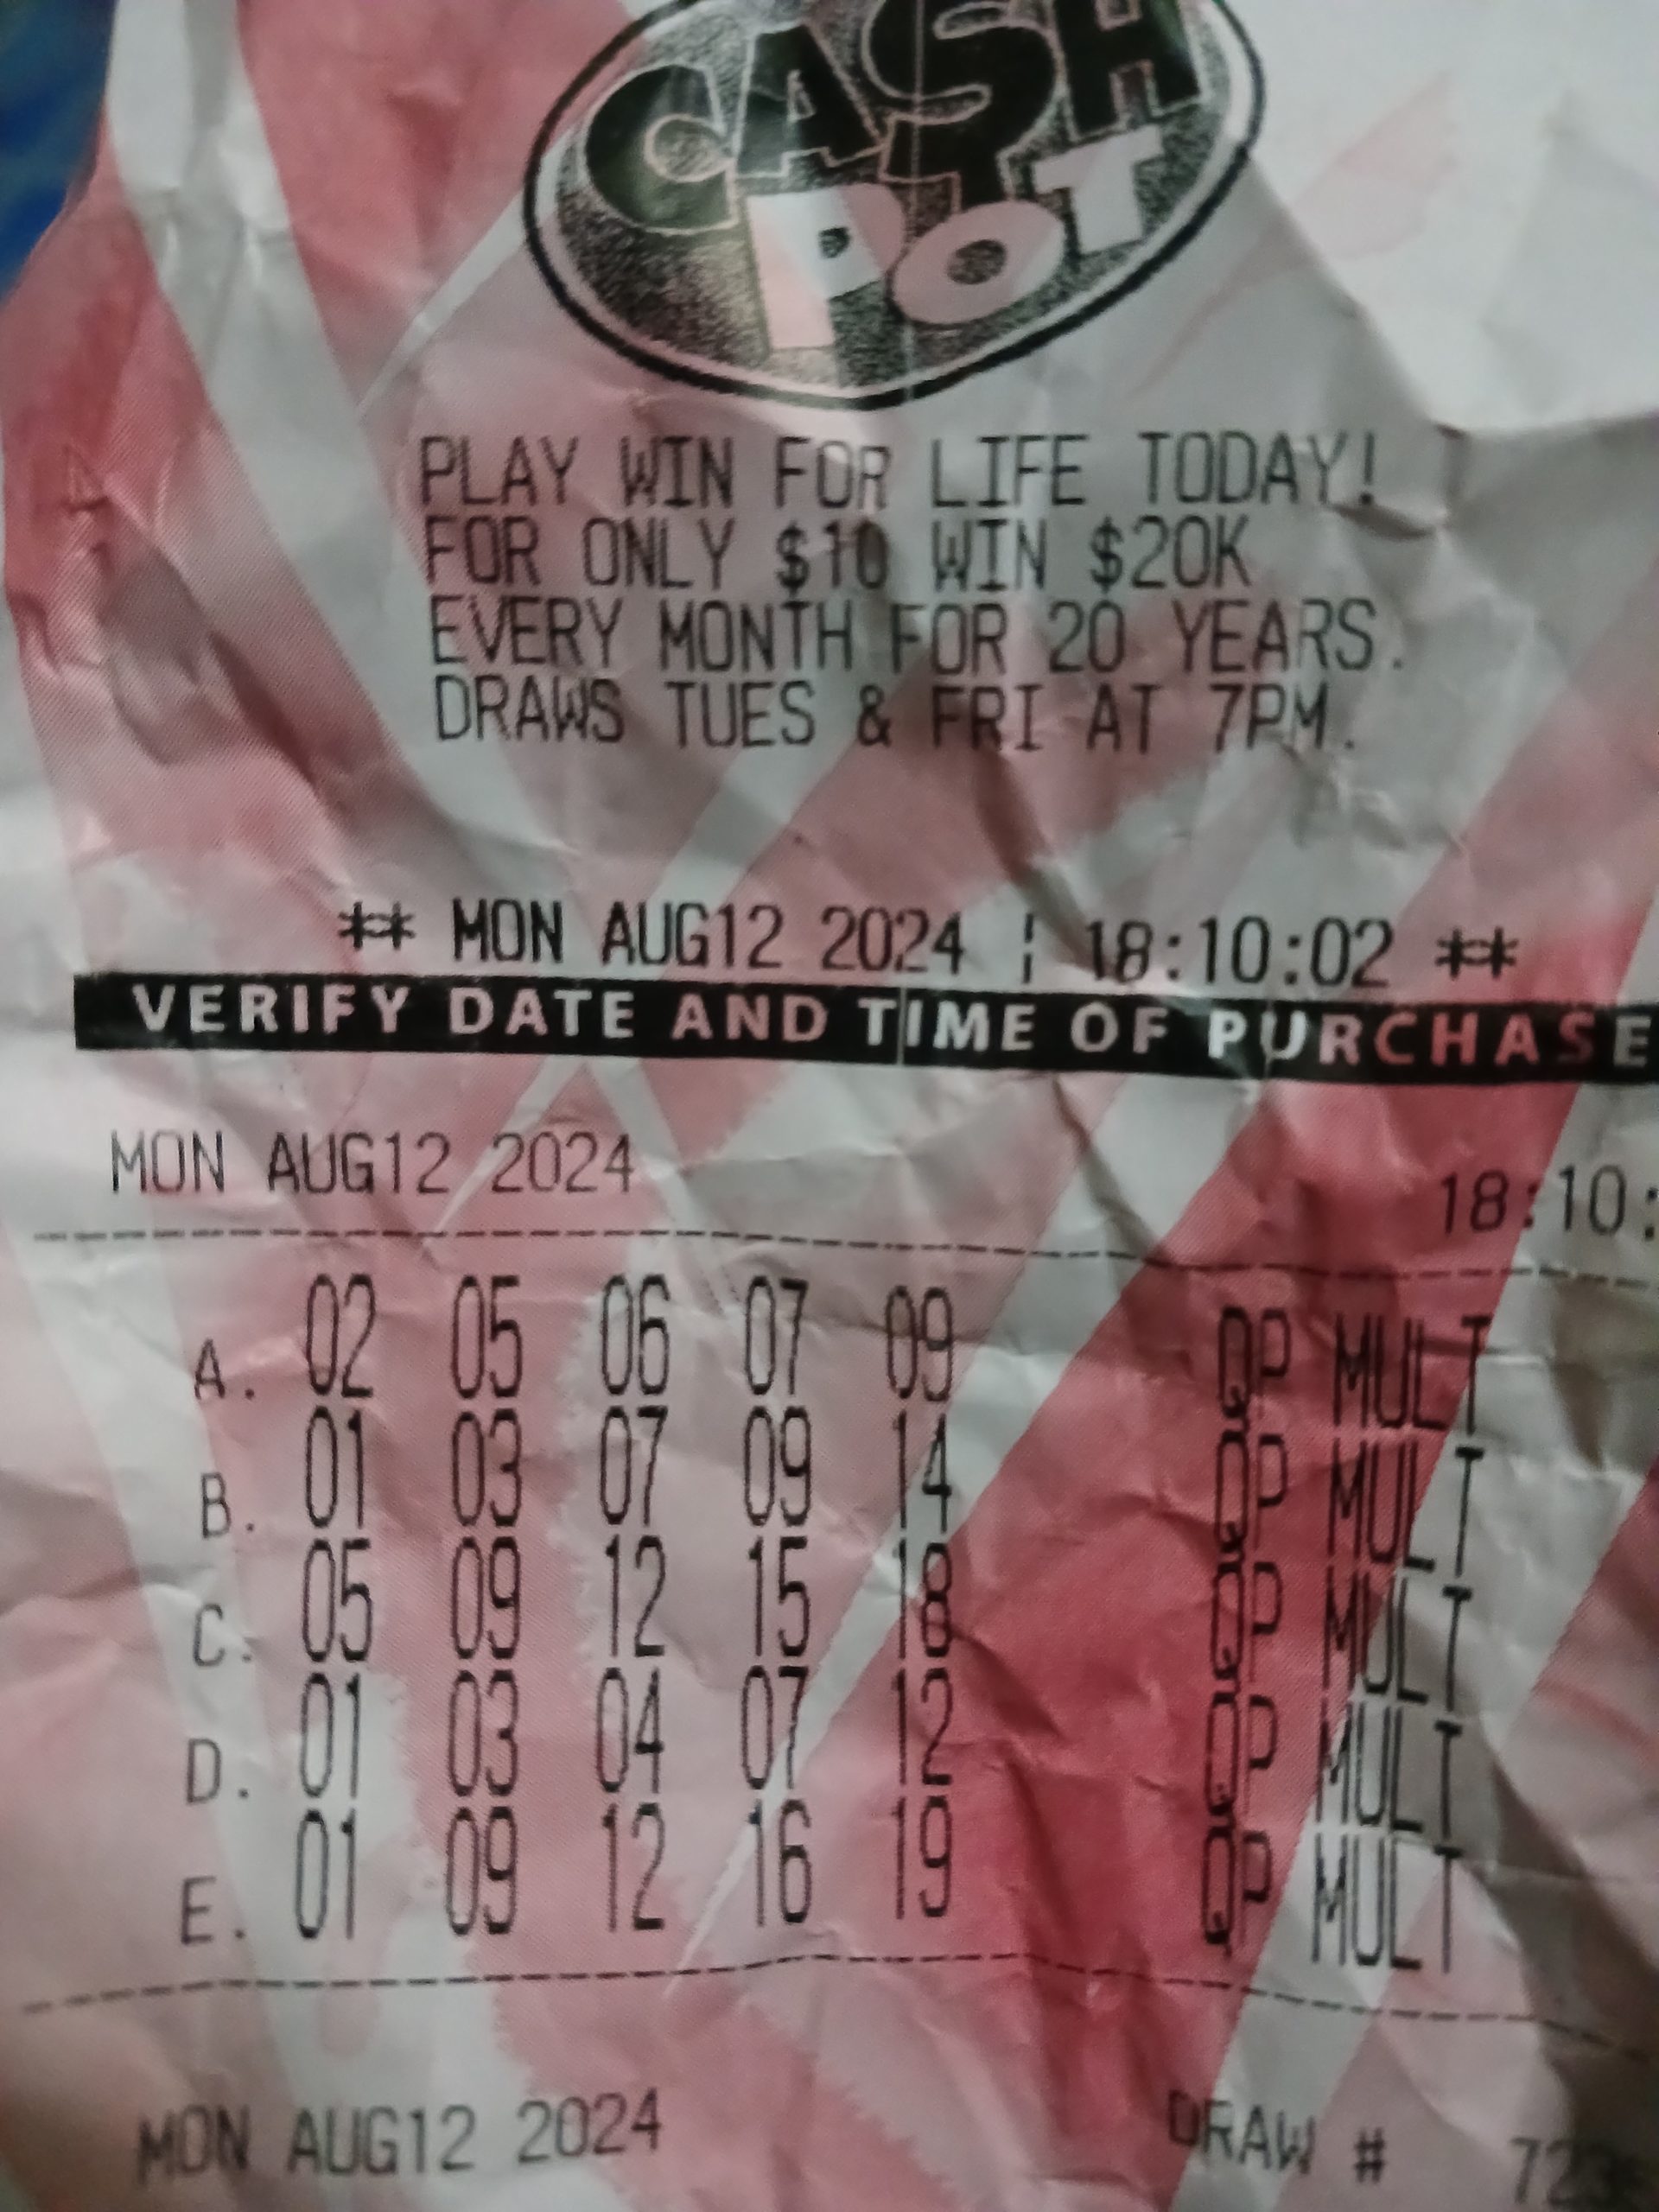 CASH
POT
PLAY WIN FOR LIFE TODAY!
FOR ONLY $10 WIN $20K
EVERY MONTH FOR 20 YEARS.
DRAWS TUES & FRI AT 7PM.
** MON AUG12 2024 ¦ 18:10:02 **
VERIFY DATE AND TIME OF PURCHASE
MON AUG12 2024 18:10:
A. 02 05 06 07 09 QP MULT
B. 01 03 07 09 14 QP MULT
C. 05 09 12 15 18 QP MULT
D. 01 03 04 07 12 QP MULT
E. 01 09 12 16 19 QP MULT
MON AUG12 2024 DRAW #